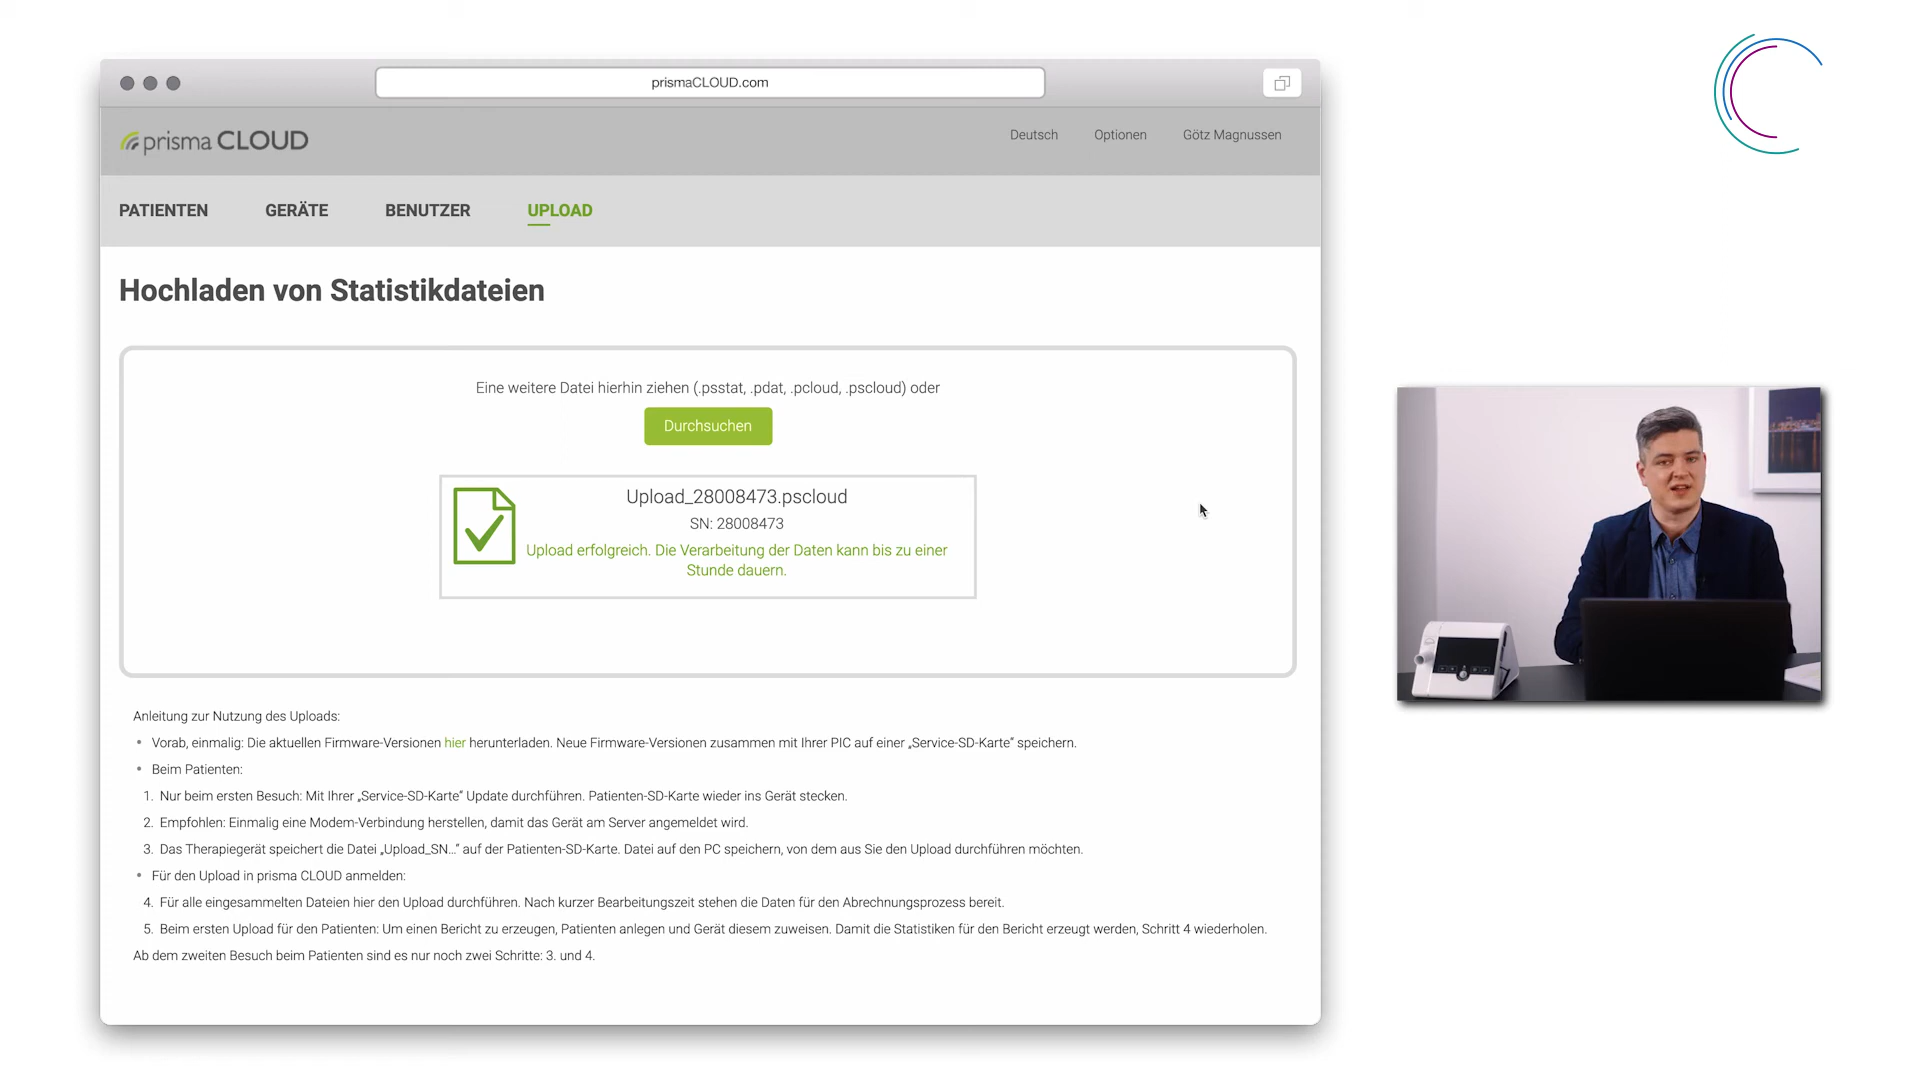 prismaCLOUD.com
prisma CLOUD
Deutsch Optionen Götz Magnussen
PATIENTEN GERÄTE BENUTZER UPLOAD
Hochladen von Statistikdateien
Eine weitere Datei hierhin ziehen (.psstat, .pdat, .pcloud, .pscloud) oder
Durchsuchen
Upload_28008473.pscloud
SN: 28008473
Upload erfolgreich. Die Verarbeitung der Daten kann bis zu einer
Stunde dauern.
Anleitung zur Nutzung des Uploads:
• Vorab, einmalig: Die aktuellen Firmware-Versionen hier herunterladen. Neue Firmware-Versionen zusammen mit Ihrer PIC auf einer „Service-SD-Karte“ speichern.
• Beim Patienten:
1. Nur beim ersten Besuch: Mit Ihrer „Service-SD-Karte“ Update durchführen. Patienten-SD-Karte wieder ins Gerät stecken.
2. Empfohlen: Einmalig eine Modem-Verbindung herstellen, damit das Gerät am Server angemeldet wird.
3. Das Therapiegerät speichert die Datei „Upload_SN...“ auf der Patienten-SD-Karte. Datei auf den PC speichern, von dem aus Sie den Upload durchführen möchten.
• Für den Upload in prisma CLOUD anmelden:
4. Für alle eingesammelten Dateien hier den Upload durchführen. Nach kurzer Bearbeitungszeit stehen die Daten für den Abrechnungsprozess bereit.
5. Beim ersten Upload für den Patienten: Um einen Bericht zu erzeugen, Patienten anlegen und Gerät diesem zuweisen. Damit die Statistiken für den Bericht erzeugt werden, Schritt 4 wiederholen.
Ab dem zweiten Besuch beim Patienten sind es nur noch zwei Schritte: 3. und 4.